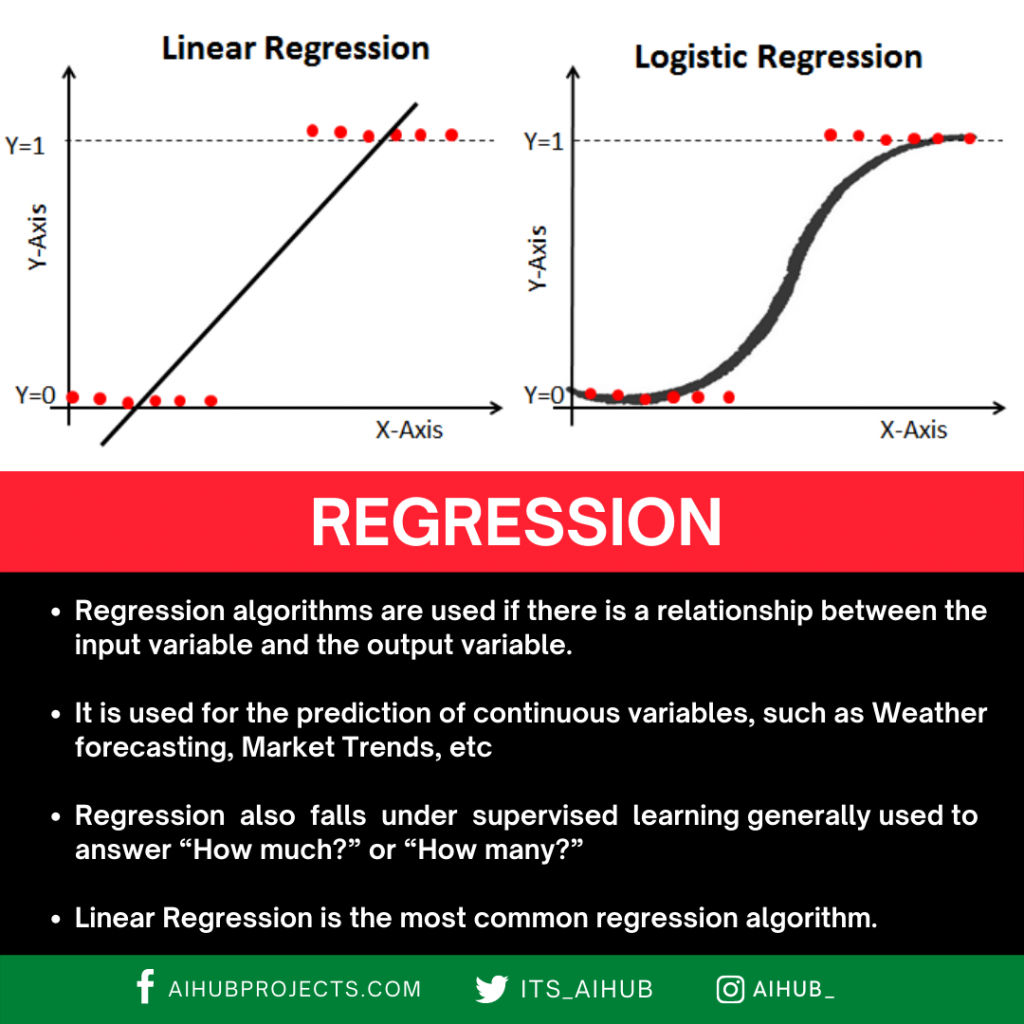 Linear Regression
Y=1
Y-Axis
Y=0
X-Axis
Logistic Regression
Y=1
Y-Axis
Y=0
X-Axis
REGRESSION
• Regression algorithms are used if there is a relationship between the
input variable and the output variable.
• It is used for the prediction of continuous variables, such as Weather
forecasting, Market Trends, etc
• Regression also falls under supervised learning generally used to
answer “How much?” or “How many?”
• Linear Regression is the most common regression algorithm.
AIHUBPROJECTS.COM
ITS_AIHUB
AIHUB_